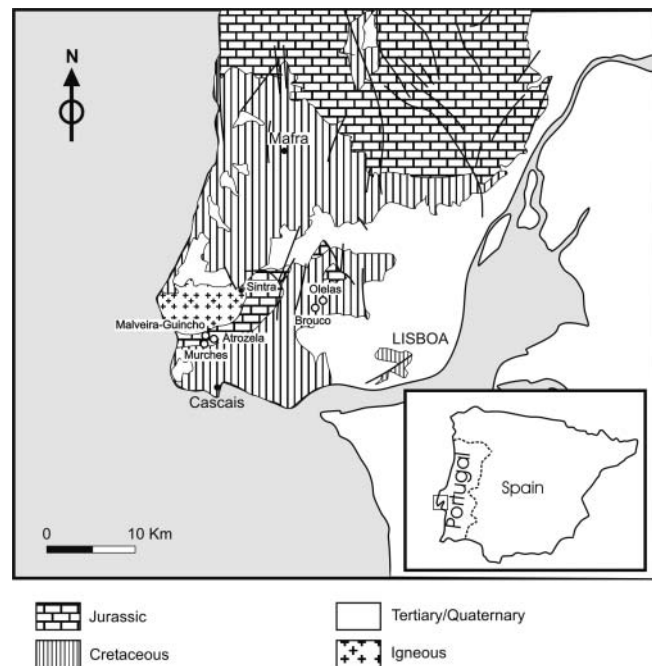 N
Mafra
Sintra
Olelas
Malveira-Guincho
Brouco
Atrozela
LISBOA
Murches
Cascais
Portugal
Spain
0 10 Km
Jurassic
Tertiary/Quaternary
Cretaceous
Igneous